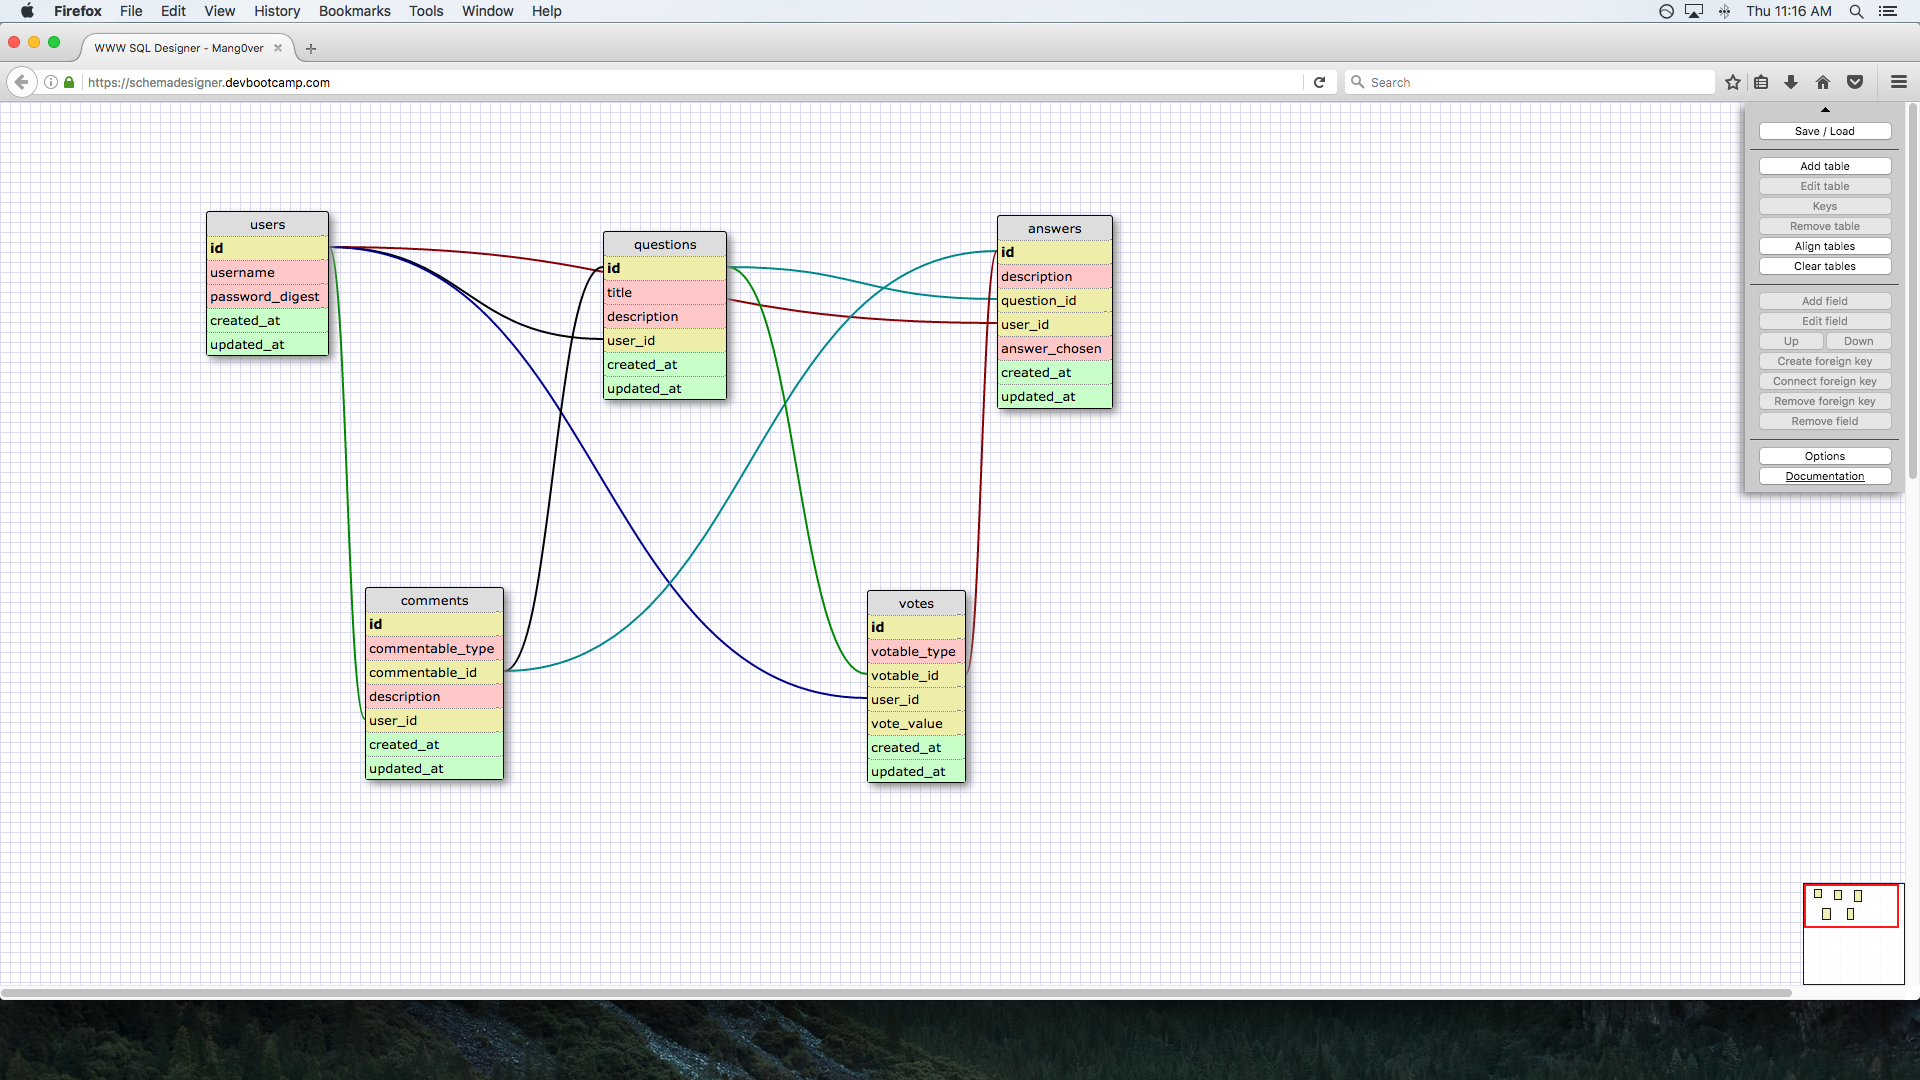 Firefox File Edit View History Bookmarks Tools Window Help Thu 11:16 AM
WWW SQL Designer - Mang0ver
https://schemadesigner.devbootcamp.com
Search
Save / Load
Add table
Edit table
Keys
Remove table
Align tables
Clear tables
Add field
Edit field
Up Down
Create foreign key
Connect foreign key
Remove foreign key
Remove field
Options
Documentation
users
id
username
password_digest
created_at
updated_at
questions
id
title
description
user_id
created_at
updated_at
answers
id
description
question_id
user_id
answer_chosen
created_at
updated_at
comments
id
commentable_type
commentable_id
description
user_id
created_at
updated_at
votes
id
votable_type
votable_id
user_id
vote_value
created_at
updated_at